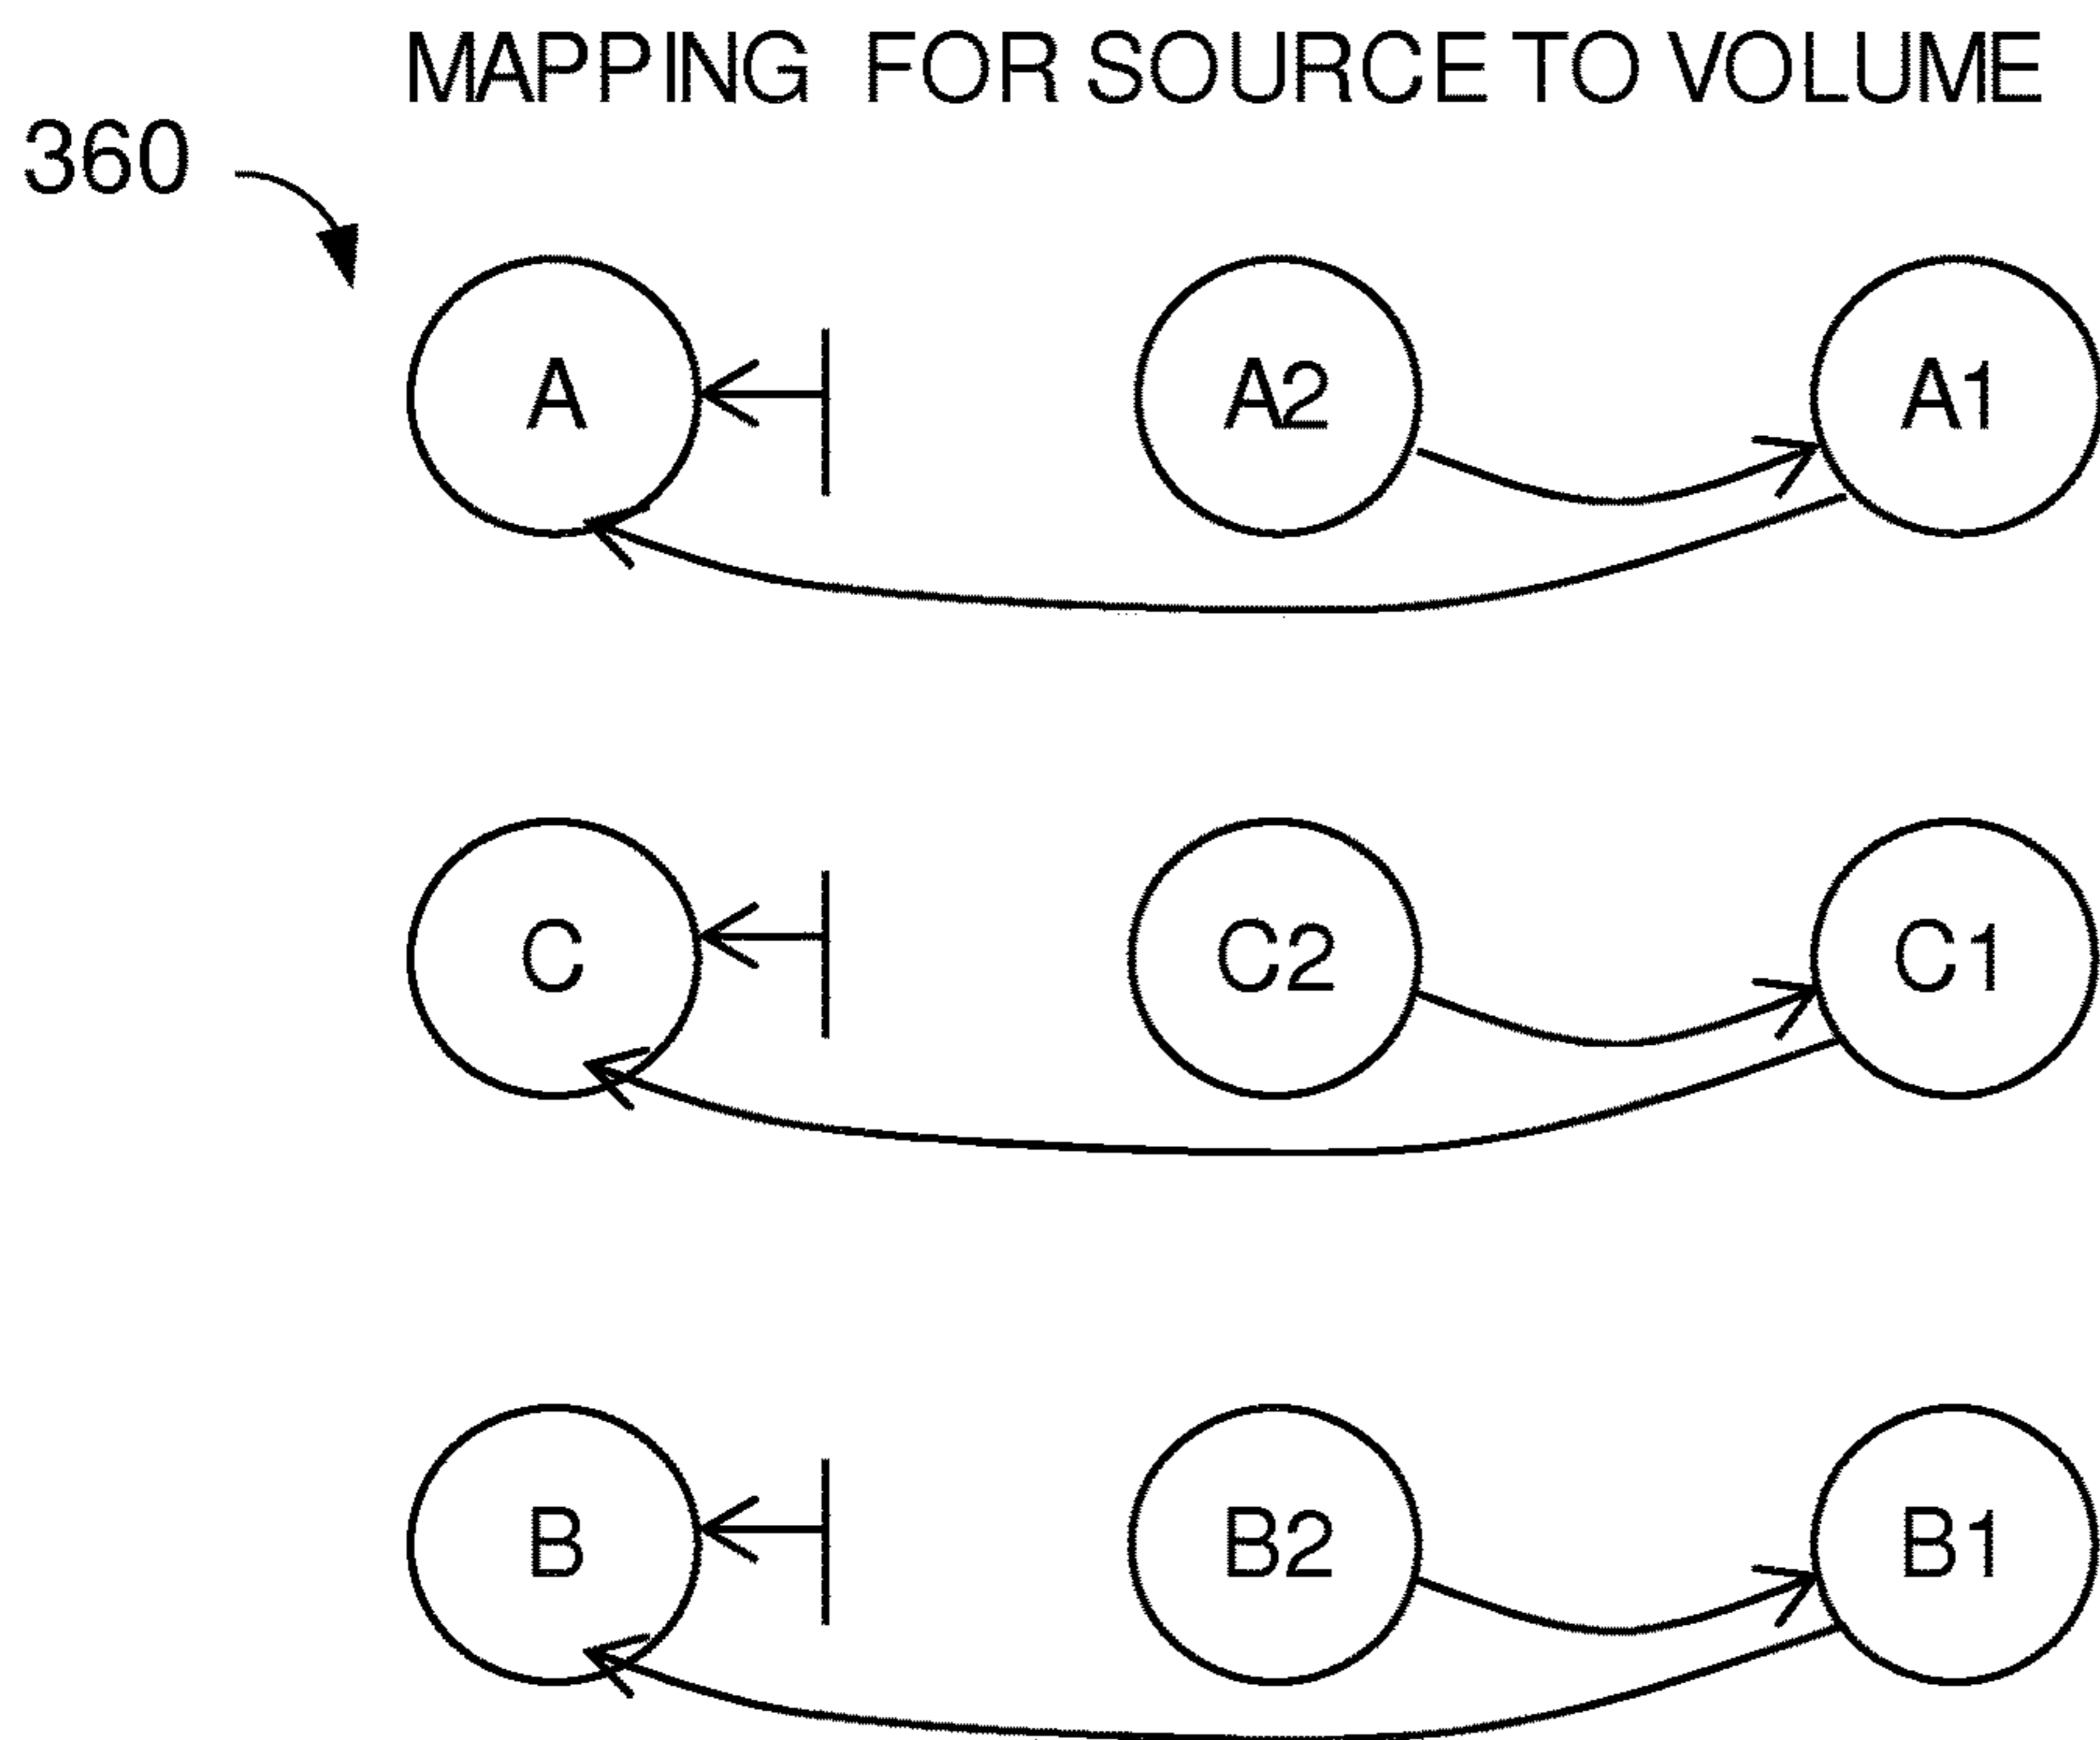 MAPPING FOR SOURCE TO VOLUME
360
A A2 A1
C C2 C1
B B2 B1